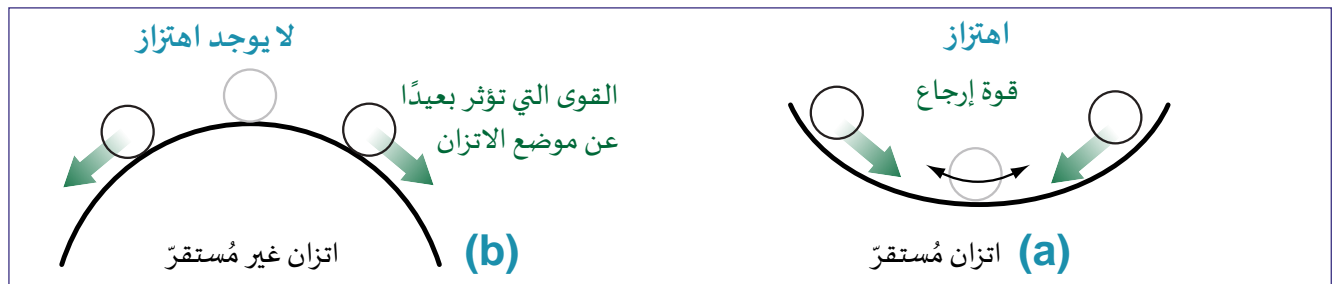 اهتزاز
قوة إرجاع
(a) اتزان مُستقرّ
لا يوجد اهتزاز
القوى التي تؤثر بعيدًا
عن موضع الاتزان
(b) اتزان غير مُستقرّ